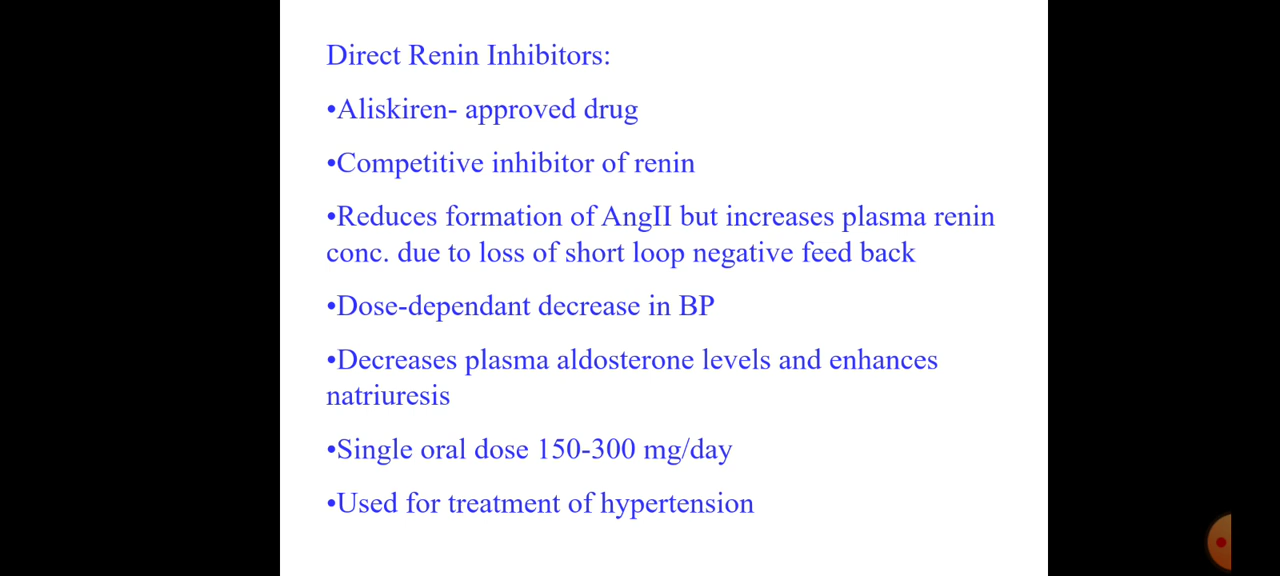 Direct Renin Inhibitors:
•Aliskiren- approved drug
•Competitive inhibitor of renin
•Reduces formation of AngII but increases plasma renin
conc. due to loss of short loop negative feed back
•Dose-dependant decrease in BP
•Decreases plasma aldosterone levels and enhances
natriuresis
•Single oral dose 150-300 mg/day
•Used for treatment of hypertension